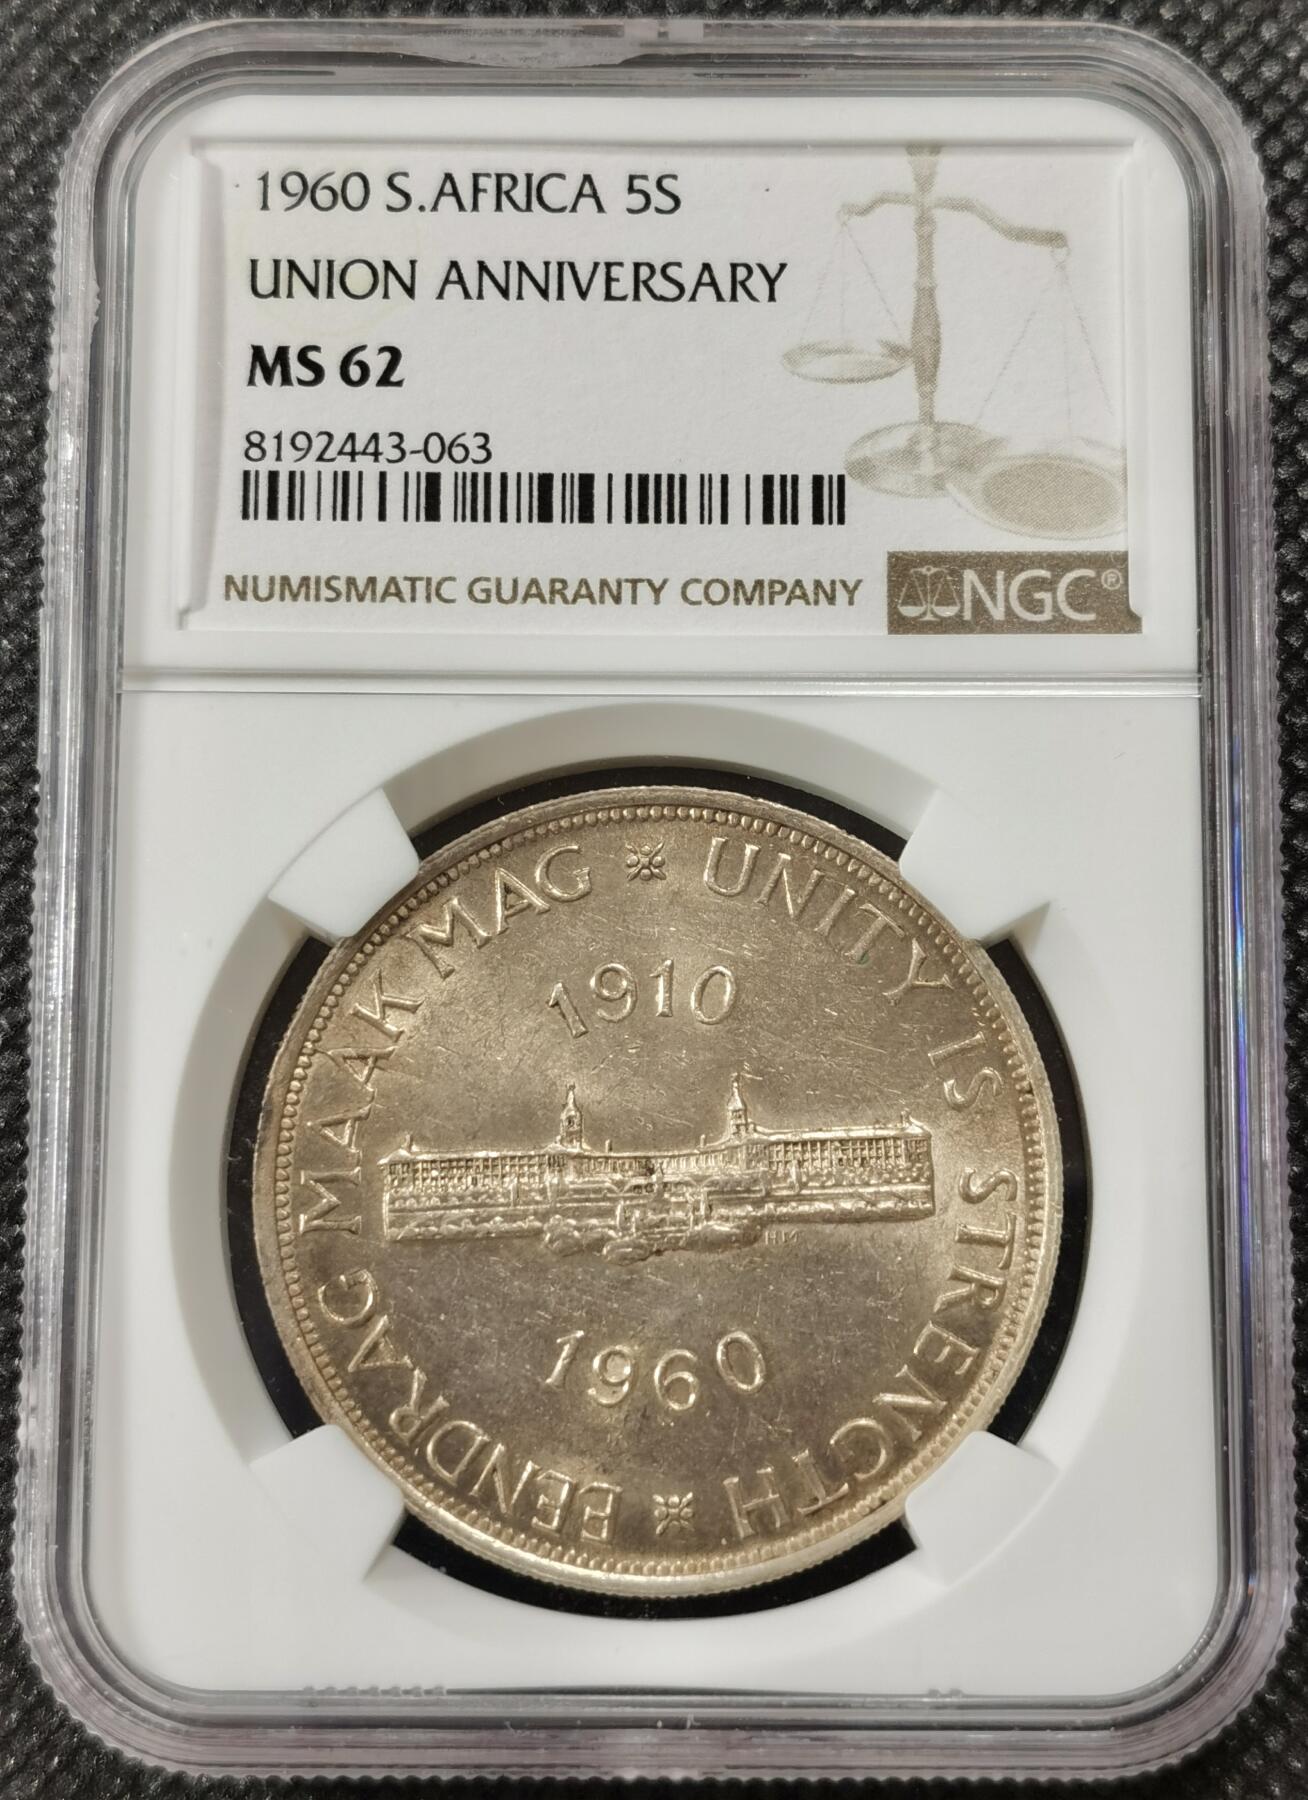 1960 S.AFRICA 5S
UNION ANNIVERSARY
MS 62
8192443-063
NUMISMATIC GUARANTY COMPANY
NGC®
EENDRAG MAAK MAG
UNITY IS STRENGTH
1910
HM
1960